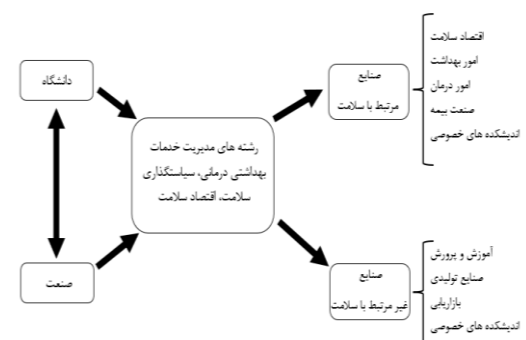 دانشگاه
صنعت
رشته های مدیریت خدمات
بهداشتی درمانی، سیاستگذاری
سلامت، اقتصاد سلامت
صنایع
مرتبط با سلامت
اقتصاد سلامت
امور بهداشت
امور درمان
صنعت بیمه
اندیشکده های خصوصی
صنایع
غیر مرتبط با سلامت
آموزش و پرورش
صنایع تولیدی
بازاریابی
اندیشکده های خصوصی